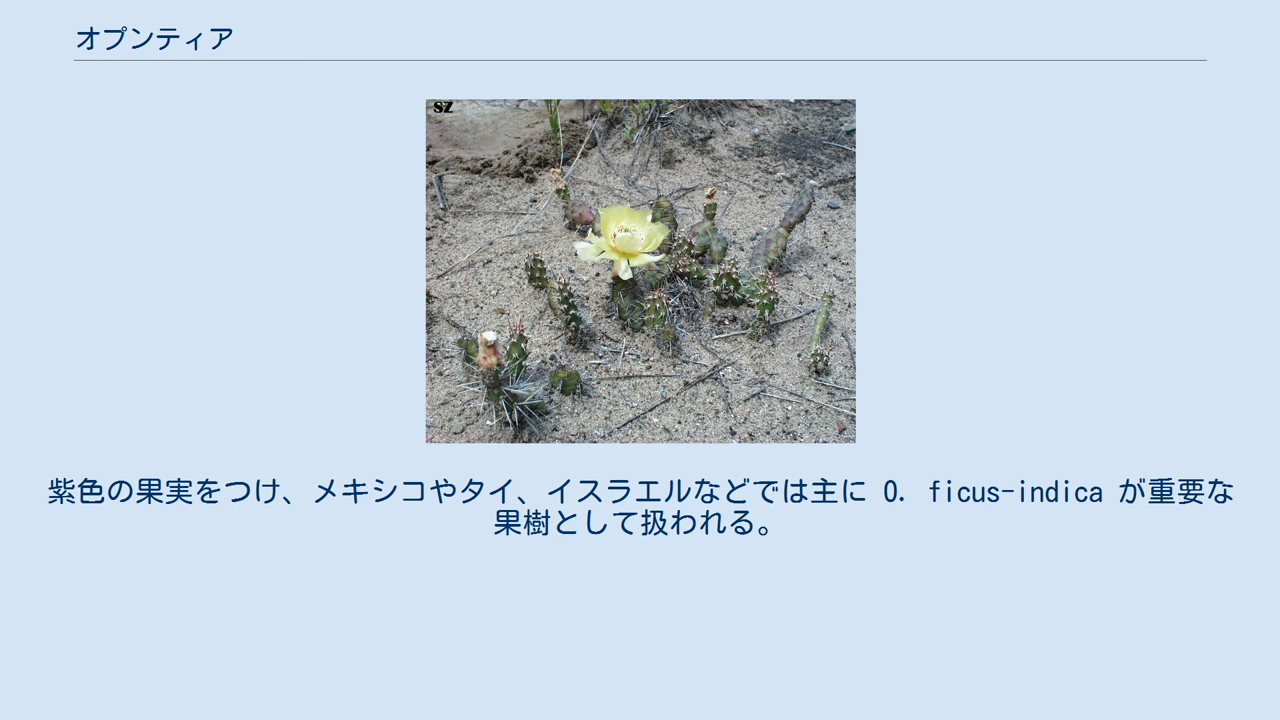 オプンティア
SZ
紫色の果実をつけ、メキシコやタイ、イスラエルなどでは主に O. ficus-indica が重要な
果樹として扱われる。